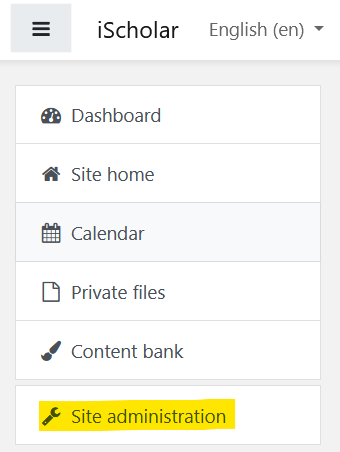 iScholar English (en)
Dashboard
Site home
Calendar
Private files
Content bank
Site administration